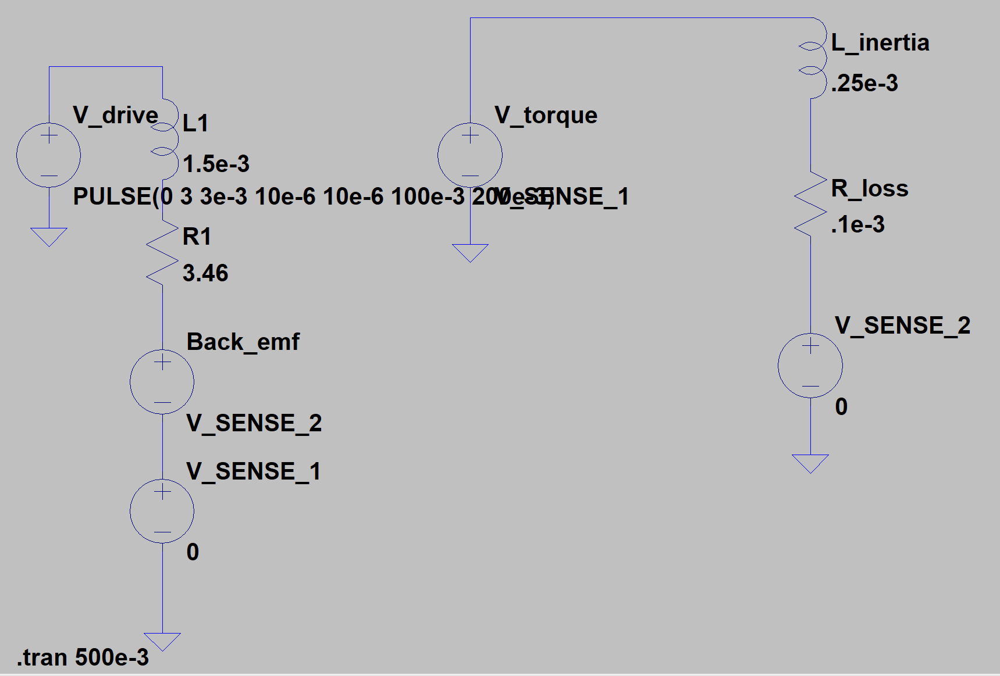 V_drive
PULSE(0 3 3e-3 10e-6 10e-6 100e-3 200e-3)
L1
1.5e-3
R1
3.46
Back_emf
V_SENSE_2
V_SENSE_1
0
.tran 500e-3
V_torque
V_SENSE_1
L_inertia
.25e-3
R_loss
.1e-3
V_SENSE_2
0